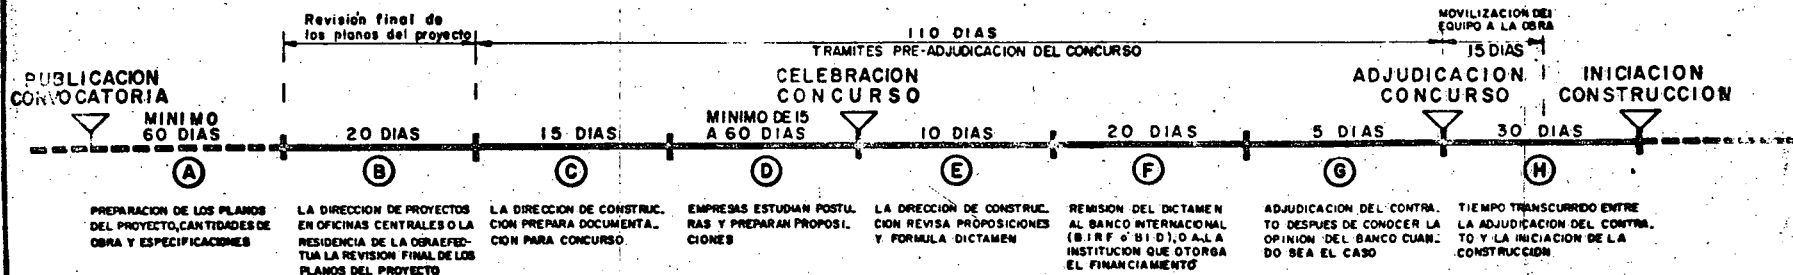 Revisión final de
los planos del proyecto
110 DIAS
TRAMITES PRE-ADJUDICACION DEL CONCURSO
MOVILIZACION DEL
EQUIPO A LA OBRA
15 DIAS
PUBLICACION
CONVOCATORIA
CELEBRACION
CONCURSO
ADJUDICACION
CONCURSO
INICIACION
CONSTRUCCION
MINIMO
60 DIAS
20 DIAS
15 DIAS
MINIMO DE 15
A 60 DIAS
10 DIAS
20 DIAS
5 DIAS
30 DIAS
A
B
C
D
E
F
G
H
PREPARACION DE LOS PLANOS
DEL PROYECTO, CANTIDADES DE
OBRA Y ESPECIFICACIONES
LA DIRECCION DE PROYECTOS
EN OFICINAS CENTRALES O LA
RESIDENCIA DE LA OBRA EFEC-
TUA LA REVISION FINAL DE LOS
PLANOS DEL PROYECTO
LA DIRECCION DE CONSTRUC-
CION PREPARA DOCUMENTA-
CION PARA CONCURSO
EMPRESAS ESTUDIAN POSTU-
RAS Y PREPARAN PROPOSI-
CIONES
LA DIRECCION DE CONSTRUC-
CION REVISA PROPOSICIONES
Y FORMULA DICTAMEN
REMISION DEL DICTAMEN
AL BANCO INTERNACIONAL
(B.I.R.F ó B.I.D), O A LA
INSTITUCION QUE OTORGA
EL FINANCIAMIENTO
ADJUDICACION DEL CONTRA-
TO DESPUES DE CONOCER LA
OPINION DEL BANCO CUAN-
DO SEA EL CASO
TIEMPO TRANSCURRIDO ENTRE
LA ADJUDICACION DEL CONTRA-
TO Y LA INICIACION DE LA
CONSTRUCCION